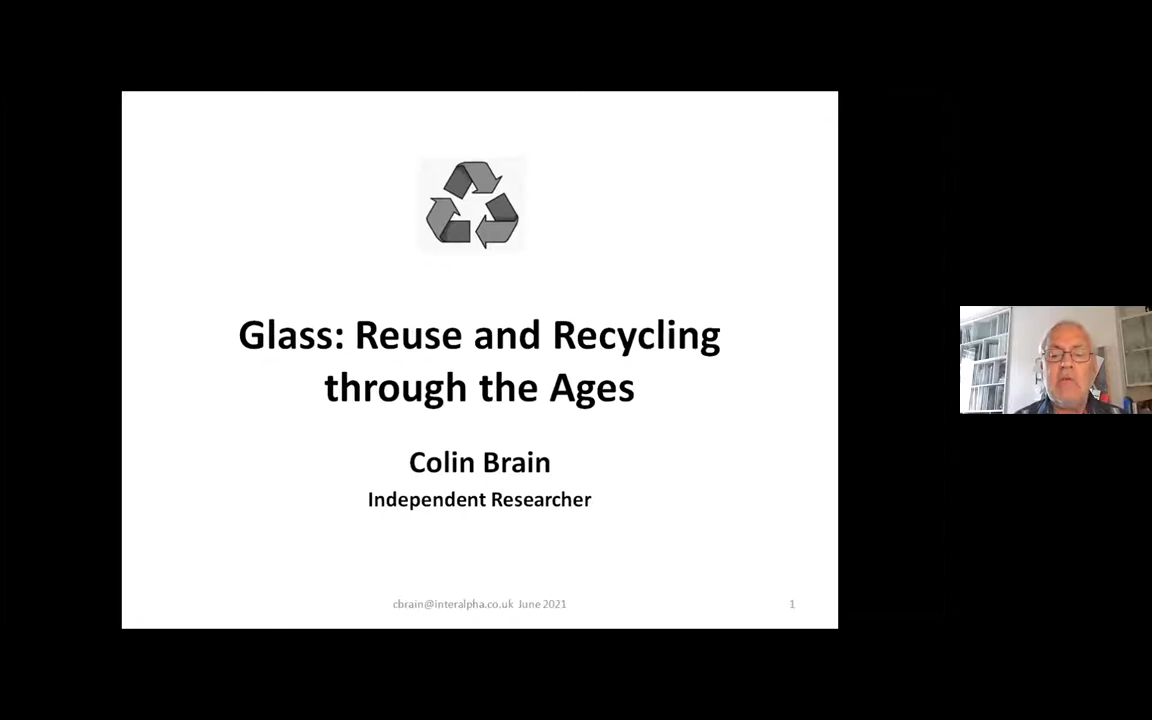 Glass: Reuse and Recycling
through the Ages
Colin Brain
Independent Researcher
cbrain@interalpha.co.uk June 2021
1